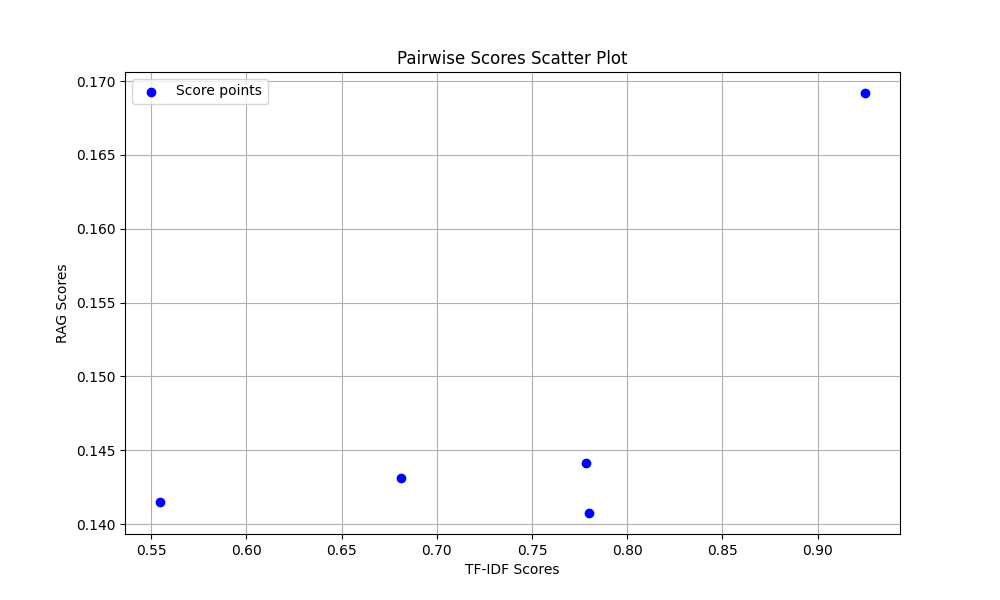 Pairwise Scores Scatter Plot
Score points
RAG Scores
0.170
0.165
0.160
0.155
0.150
0.145
0.140
0.55 0.60 0.65 0.70 0.75 0.80 0.85 0.90
TF-IDF Scores